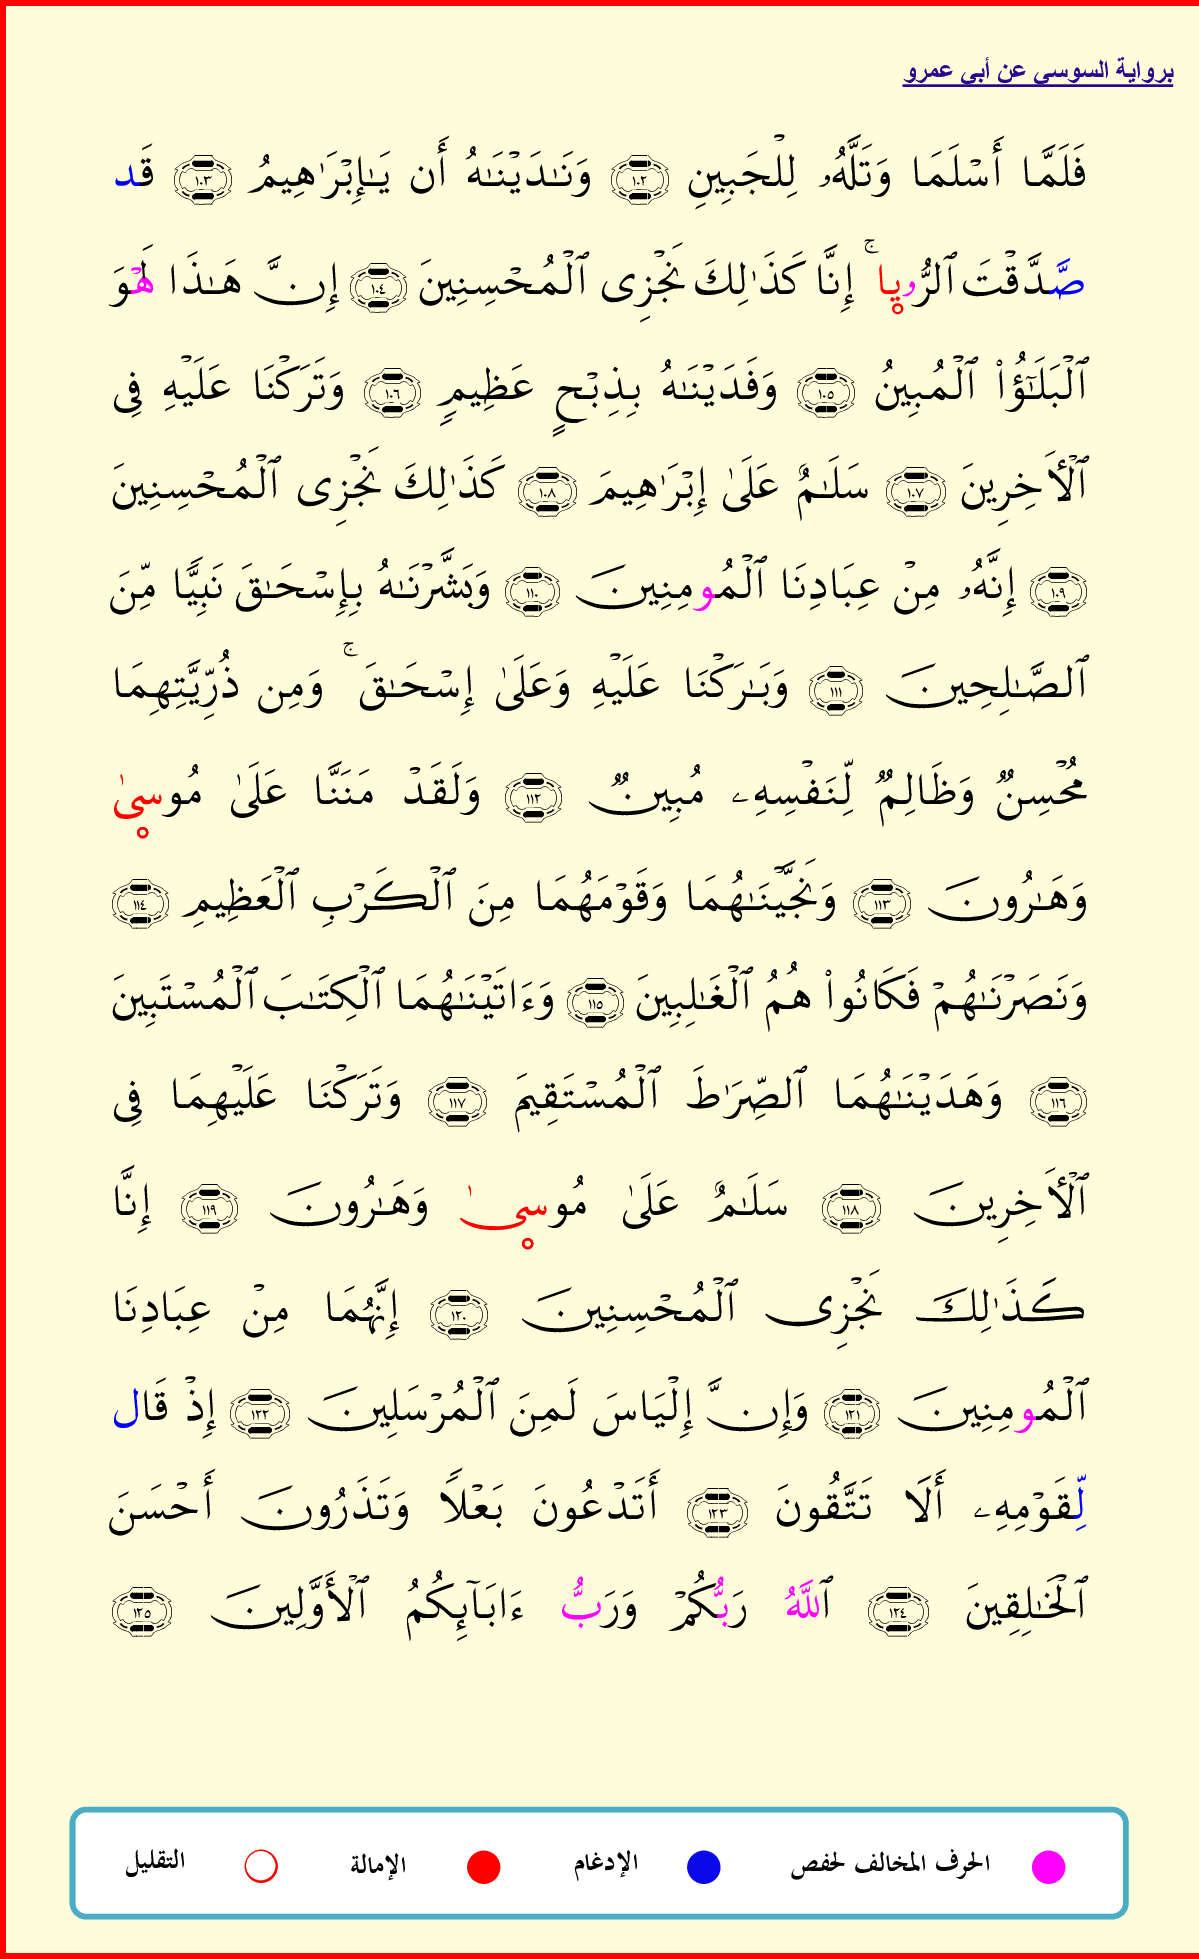 برواية السوسي عن أبي عمرو
فَلَمَّا أَسْلَمَا وَتَلَّهُۥ لِلْجَبِينِ ١٠٢ وَنَـٰدَيْنَـٰهُ أَن يَـٰٓإِبْرَٰهِيمُ ١٠٣ قَد
صَّدَّقْتَ ٱلرُّويٜاۚ إِنَّا كَذَٰلِكَ نَجْزِى ٱلْمُحْسِنِينَ ١٠٤ إِنَّ هَـٰذَا لَهْوَ
ٱلْبَلَـٰٓؤُاْ ٱلْمُبِينُ ١٠٥ وَفَدَيْنَـٰهُ بِذِبْحٍ عَظِيمٍ ١٠٦ وَتَرَكْنَا عَلَيْهِ فِى
ٱلْأَخِرِينَ ١٠٧ سَلَـٰمٌ عَلَىٰ إِبْرَٰهِيمَ ١٠٨ كَذَٰلِكَ نَجْزِى ٱلْمُحْسِنِينَ
١٠٩ إِنَّهُۥ مِنْ عِبَادِنَا ٱلْمُومِنِينَ ١١٠ وَبَشَّرْنَـٰهُ بِإِسْحَـٰقَ نَبِيًّا مِّنَ
ٱلصَّـٰلِحِينَ ١١١ وَبَـٰرَكْنَا عَلَيْهِ وَعَلَىٰ إِسْحَـٰقَۚ وَمِن ذُرِّيَّتِهِمَا
مُحْسِنٌ وَظَالِمٌ لِّنَفْسِهِۦ مُبِينٌ ١١٢ وَلَقَدْ مَنَنَّا عَلَىٰ مُوسٜىٰ
وَهَـٰرُونَ ١١٣ وَنَجَّيْنَـٰهُمَا وَقَوْمَهُمَا مِنَ ٱلْكَرْبِ ٱلْعَظِيمِ ١١٤
وَنَصَرْنَـٰهُمْ فَكَانُواْ هُمُ ٱلْغَـٰلِبِينَ ١١٥ وَءَاتَيْنَـٰهُمَا ٱلْكِتَـٰبَ ٱلْمُسْتَبِينَ
١١٦ وَهَدَيْنَـٰهُمَا ٱلصِّرَٰطَ ٱلْمُسْتَقِيمَ ١١٧ وَتَرَكْنَا عَلَيْهِمَا فِى
ٱلْأَخِرِينَ ١١٨ سَلَـٰمٌ عَلَىٰ مُوسٜىٰ وَهَـٰرُونَ ١١٩ إِنَّا
كَذَٰلِكَ نَجْزِى ٱلْمُحْسِنِينَ ١٢٠ إِنَّهُمَا مِنْ عِبَادِنَا
ٱلْمُومِنِينَ ١٢١ وَإِنَّ إِلْيَاسَ لَمِنَ ٱلْمُرْسَلِينَ ١٢٢ إِذْ قَال
لِّقَوْمِهِۦ أَلَا تَتَّقُونَ ١٢٣ أَتَدْعُونَ بَعْلًا وَتَذَرُونَ أَحْسَنَ
ٱلْخَـٰلِقِينَ ١٢٤ ٱللَّهُ رَبُّكُمْ وَرَبُّ ءَابَآئِكُمُ ٱلْأَوَّلِينَ ١٢٥
الحرف المخالف لحفص الإدغام الإمالة التقليل